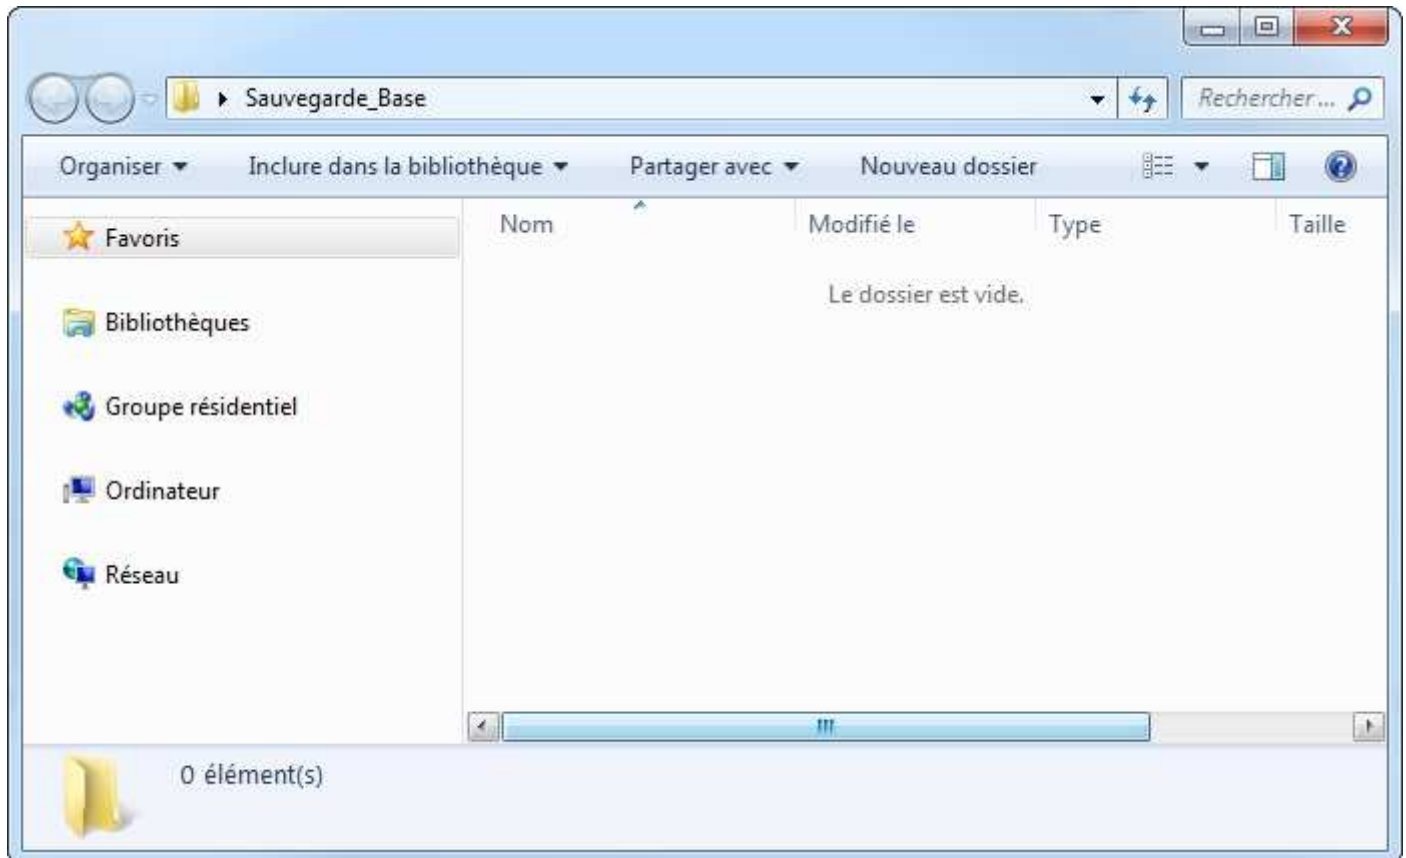 Sauvegarde_Base
Rechercher...
Organiser Inclure dans la bibliothèque Partager avec Nouveau dossier
Nom Modifié le Type Taille
Favoris
Le dossier est vide.
Bibliothèques
Groupe résidentiel
Ordinateur
Réseau
0 élément(s)